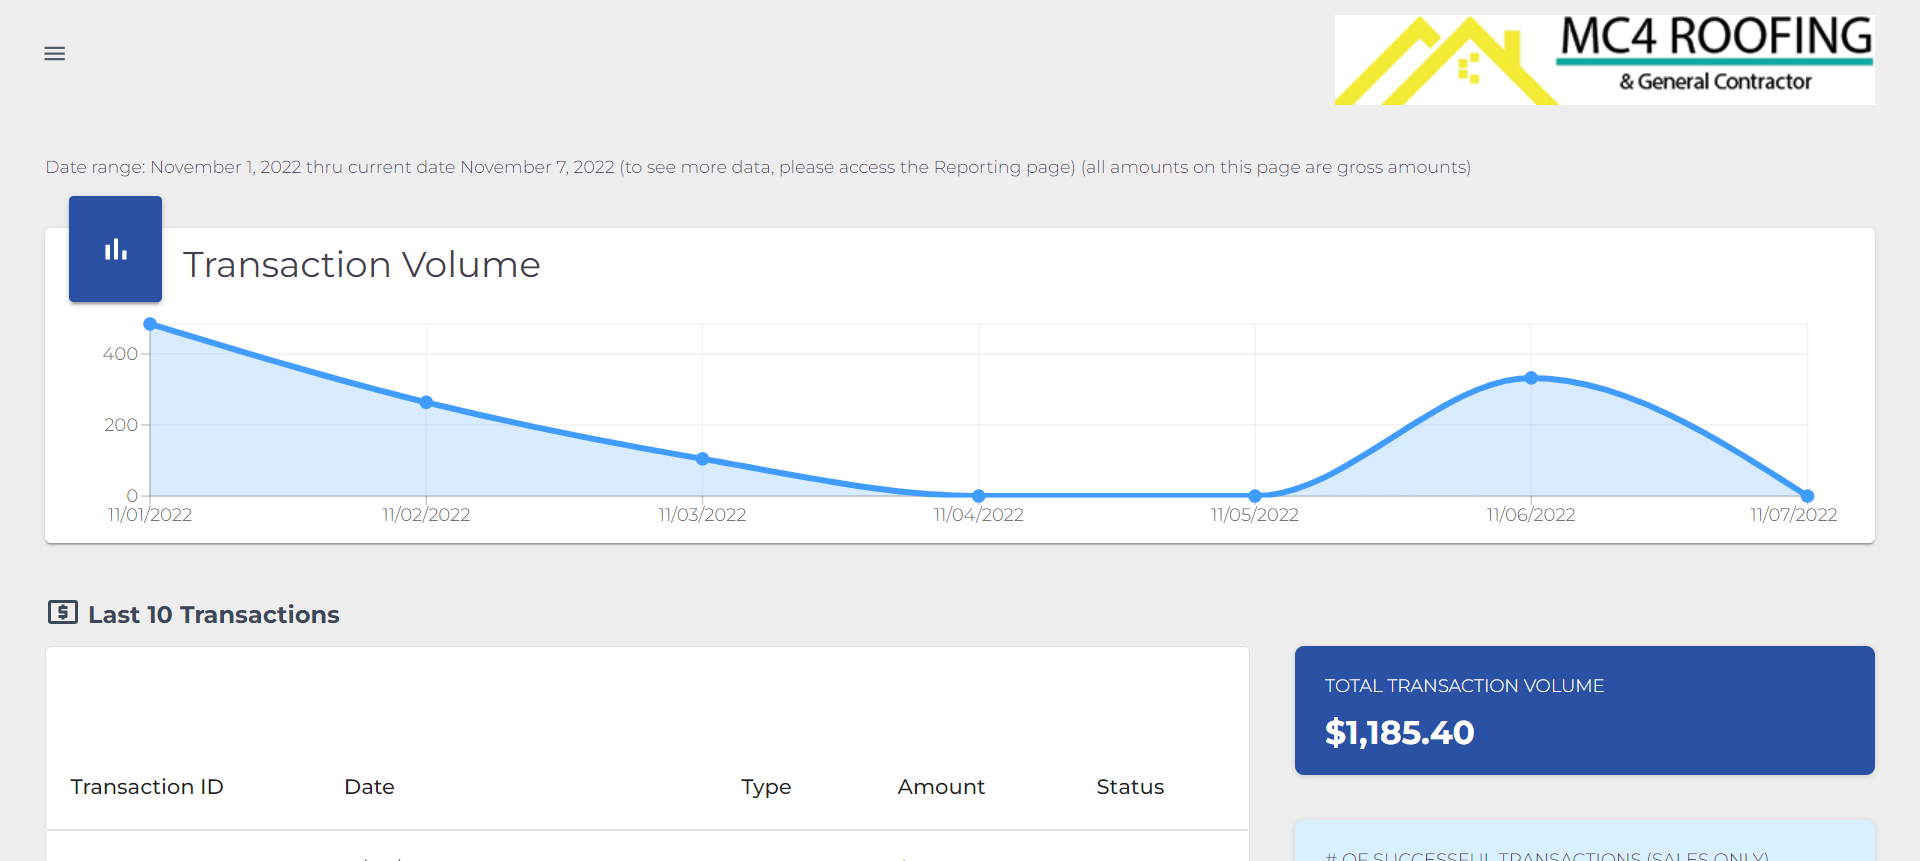 MC4 ROOFING
& General Contractor
Date range: November 1, 2022 thru current date November 7, 2022 (to see more data, please access the Reporting page) (all amounts on this page are gross amounts)
Transaction Volume
400
200
0
11/01/2022 11/02/2022 11/03/2022 11/04/2022 11/05/2022 11/06/2022 11/07/2022
Last 10 Transactions
TOTAL TRANSACTION VOLUME
$1,185.40
Transaction ID Date Type Amount Status
# OF SUCCESSFUL TRANSACTIONS (SALES ONLY)